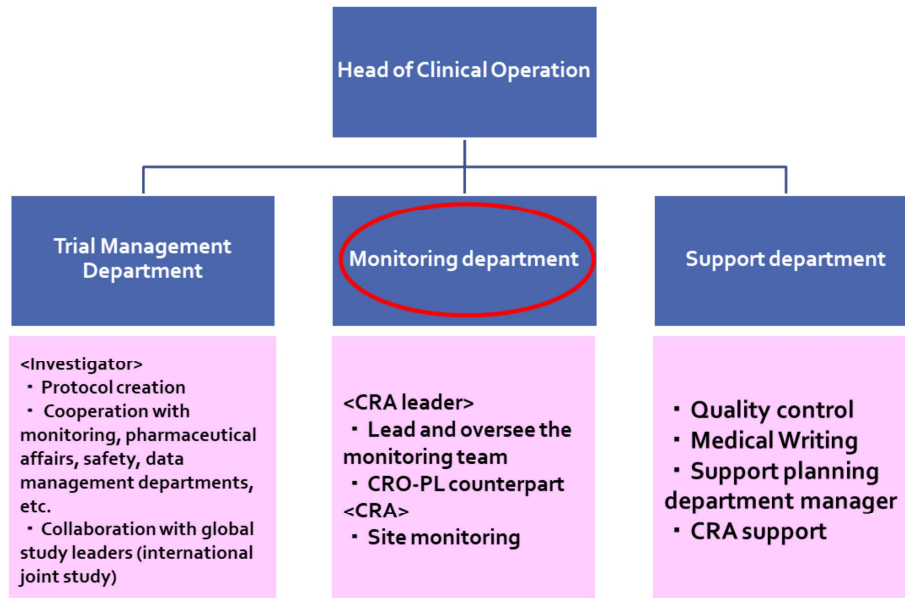 Head of Clinical Operation
Trial Management
Department
Monitoring department
Support department
<Investigator>
・ Protocol creation
・ Cooperation with
monitoring, pharmaceutical
affairs, safety, data
management departments,
etc.
・ Collaboration with global
study leaders (international
joint study)
<CRA leader>
・ Lead and oversee the
monitoring team
・ CRO-PL counterpart
<CRA>
・ Site monitoring
・ Quality control
・ Medical Writing
・ Support planning
department manager
・ CRA support